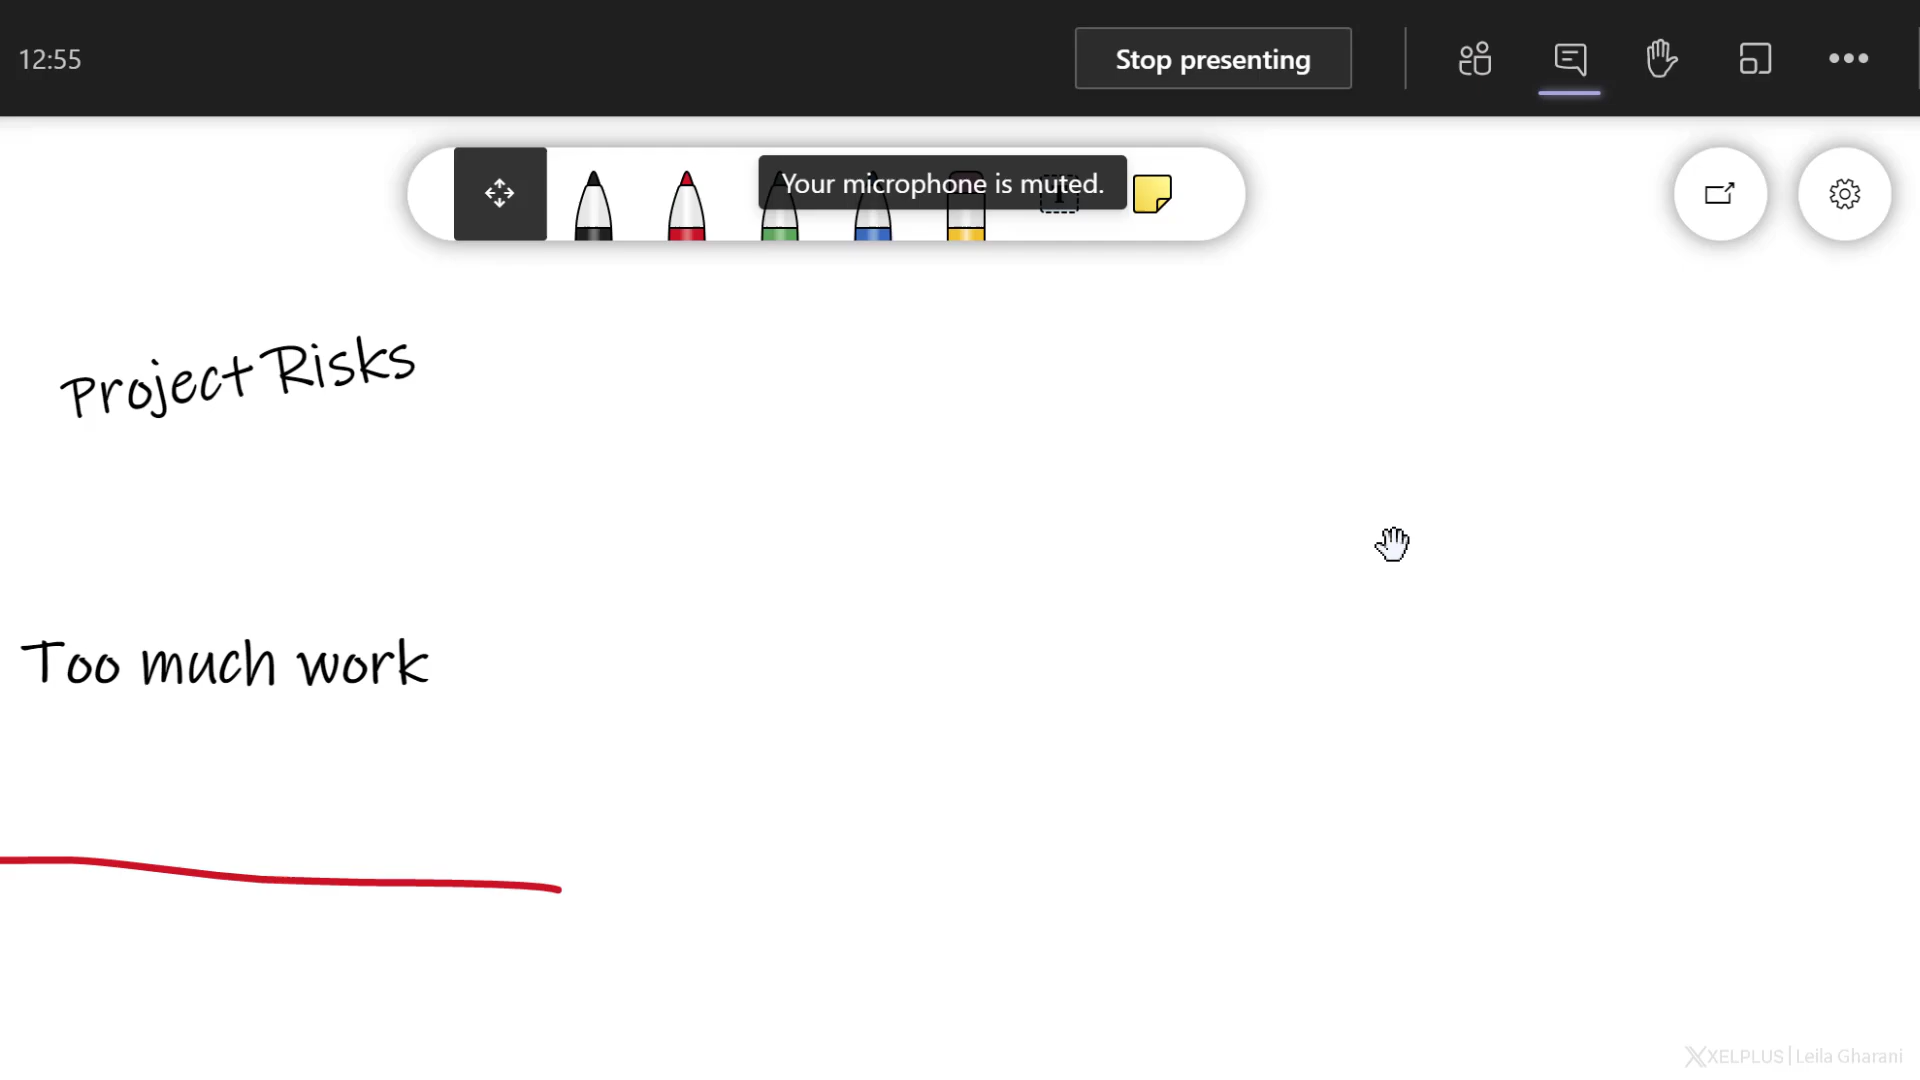 12:55
Stop presenting
Your microphone is muted.
Project Risks
Too much work
XELPLUS | Leila Gharani